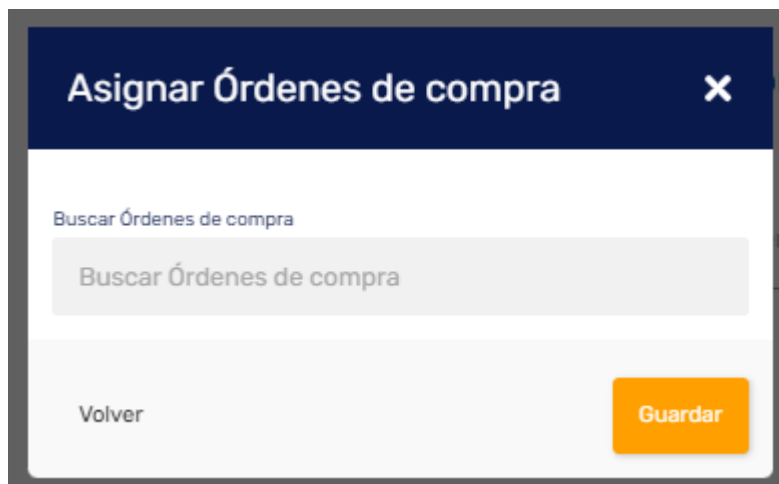 Asignar Órdenes de compra
Buscar Órdenes de compra
Buscar Órdenes de compra
Volver
Guardar